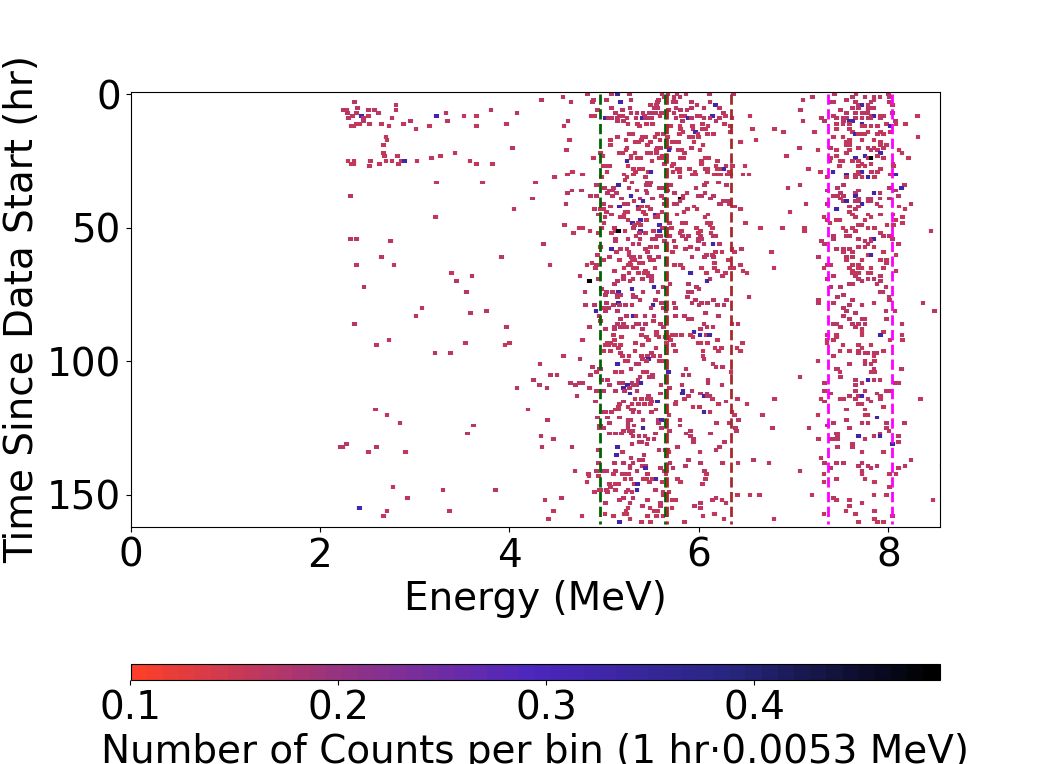 Time Since Data Start (hr)
0
50
100
150
0 2 4 6 8
Energy (MeV)
0.1 0.2 0.3 0.4
Number of Counts per bin (1 hr·0.0053 MeV)